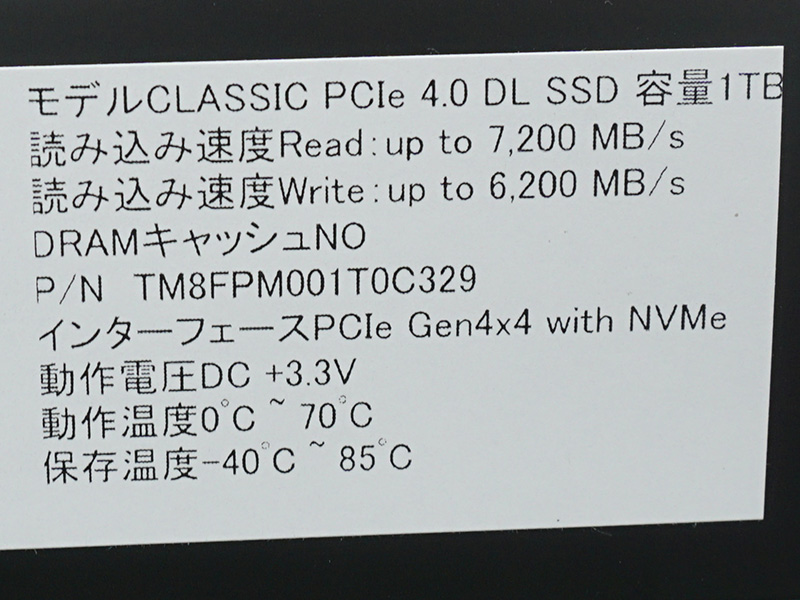 モデルCLASSIC PCIe 4.0 DL SSD 容量1TB
読み込み速度Read:up to 7,200 MB/s
読み込み速度Write:up to 6,200 MB/s
DRAMキャッシュNO
P/N TM8FPM001T0C329
インターフェースPCIe Gen4x4 with NVMe
動作電圧DC +3.3V
動作温度0℃ ~ 70℃
保存温度-40℃ ~ 85℃